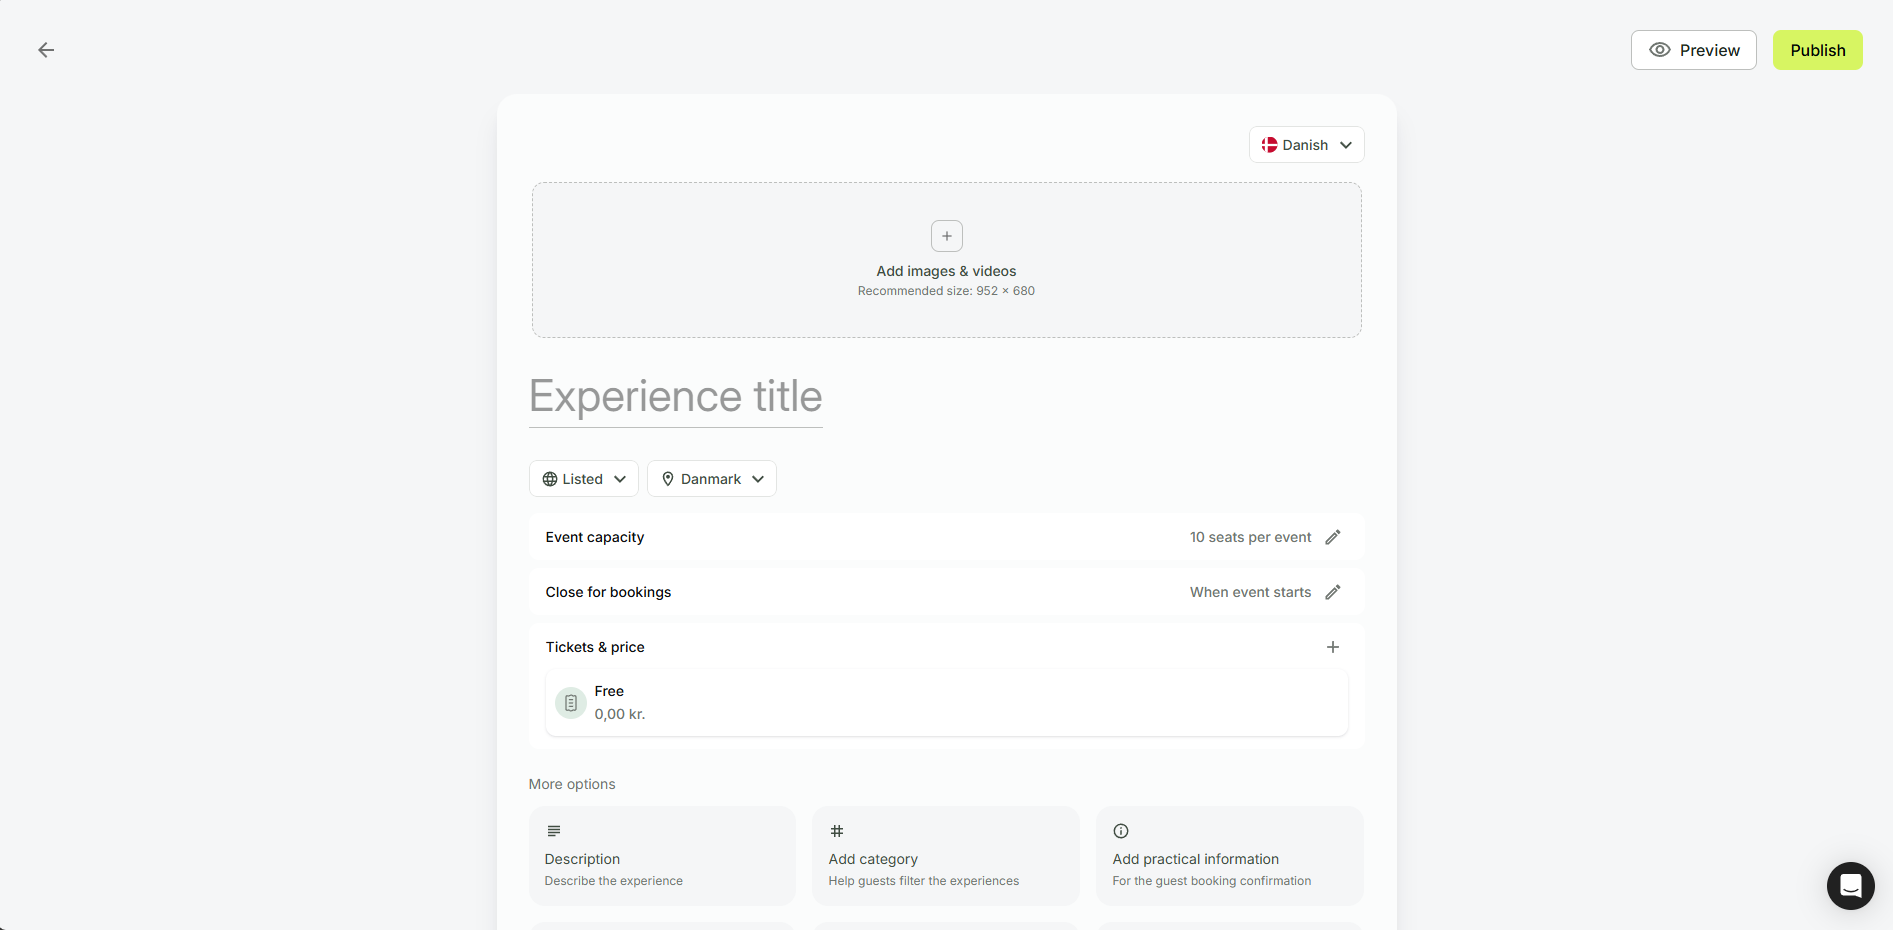 Preview
Publish
Danish
Add images & videos
Recommended size: 952 × 680
Experience title
Listed
Danmark
Event capacity
10 seats per event
Close for bookings
When event starts
Tickets & price
Free
0,00 kr.
More options
Description
Describe the experience
Add category
Help guests filter the experiences
Add practical information
For the guest booking confirmation